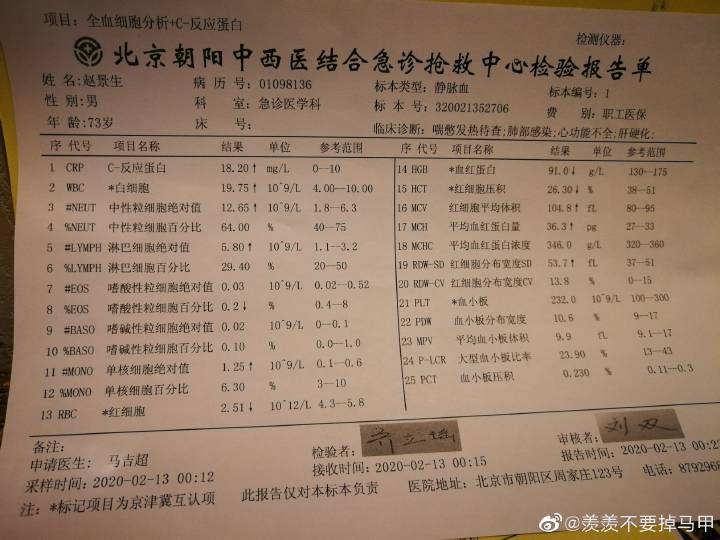 项目: 全血细胞分析+C-反应蛋白
检测仪器:
北京朝阳中西医结合急诊抢救中心检验报告单
姓 名:赵景生 病 历 号:01098136 标本类型:静脉血 标本编号:1
性 别:男 科 室:急诊医学科 标 本 号:320021352706 费 别:职工医保
年 龄:73岁 床 号: 临床诊断:喘憋发热待查;肺部感染;心功能不全;肝硬化;
序 代号 项目名称 结果 单位 参考范围
1 CRP C-反应蛋白 18.20↑ mg/L 0--10
2 WBC *白细胞 19.75↑ 10^9/L 4.00--10.00
3 #NEUT 中性粒细胞绝对值 12.65↑ 10^9/L 1.8--6.3
4 %NEUT 中性粒细胞百分比 64.00 % 40--75
5 #LYMPH 淋巴细胞绝对值 5.80↑ 10^9/L 1.1--3.2
6 %LYMPH 淋巴细胞百分比 29.40 % 20--50
7 #EOS 嗜酸性粒细胞绝对值 0.03 10^9/L 0.02--0.52
8 %EOS 嗜酸性粒细胞百分比 0.2↓ % 0.4--8
9 #BASO 嗜碱性粒细胞绝对值 0.02 10^9/L 0--0.1
10 %BASO 嗜碱性粒细胞百分比 0.10 % 0.0--1.0
11 #MONO 单核细胞绝对值 1.25↑ 10^9/L 0.1--0.6
12 %MONO 单核细胞百分比 6.30 % 3--10
13 RBC *红细胞 2.51↓ 10^12/L 4.3--5.8
序 代号 项目名称 结果 单位 参考范围
14 HGB *血红蛋白 91.0↓ g/L 130--175
15 HCT *红细胞压积 26.30↓ % 38--51
16 MCV 红细胞平均体积 104.8↑ fL 80--95
17 MCH 平均血红蛋白量 36.3↑ pg 27--33
18 MCHC 平均血红蛋白浓度 346.0 g/L 320--360
19 RDW-SD 红细胞分布宽度SD 53.7↑ fL 37--51
20 RDW-CV 红细胞分布宽度CV 13.8 % 0--15
21 PLT *血小板 232.0 10^9/L 100--300
22 PDW 血小板分布宽度 10.6 % 9--17
23 MPV 平均血小板体积 9.9 fL 9.1--17
24 P-LCR 大型血小板比率 23.90 % 13--43
25 PCT 血小板压积 0.230 % 0.11--0.3
备注:
申请医生: 马吉超 检验者: 审核者: 刘双
采样时间: 2020-02-13 00:12 接收时间: 2020-02-13 00:15 报告时间: 2020-02-13 00:2
注: *标记项目为京津冀互认项 此报告仅对本标本负责 医院地址: 北京市朝阳区周家庄123号 电话: 879296
@羡羡不要掉马甲